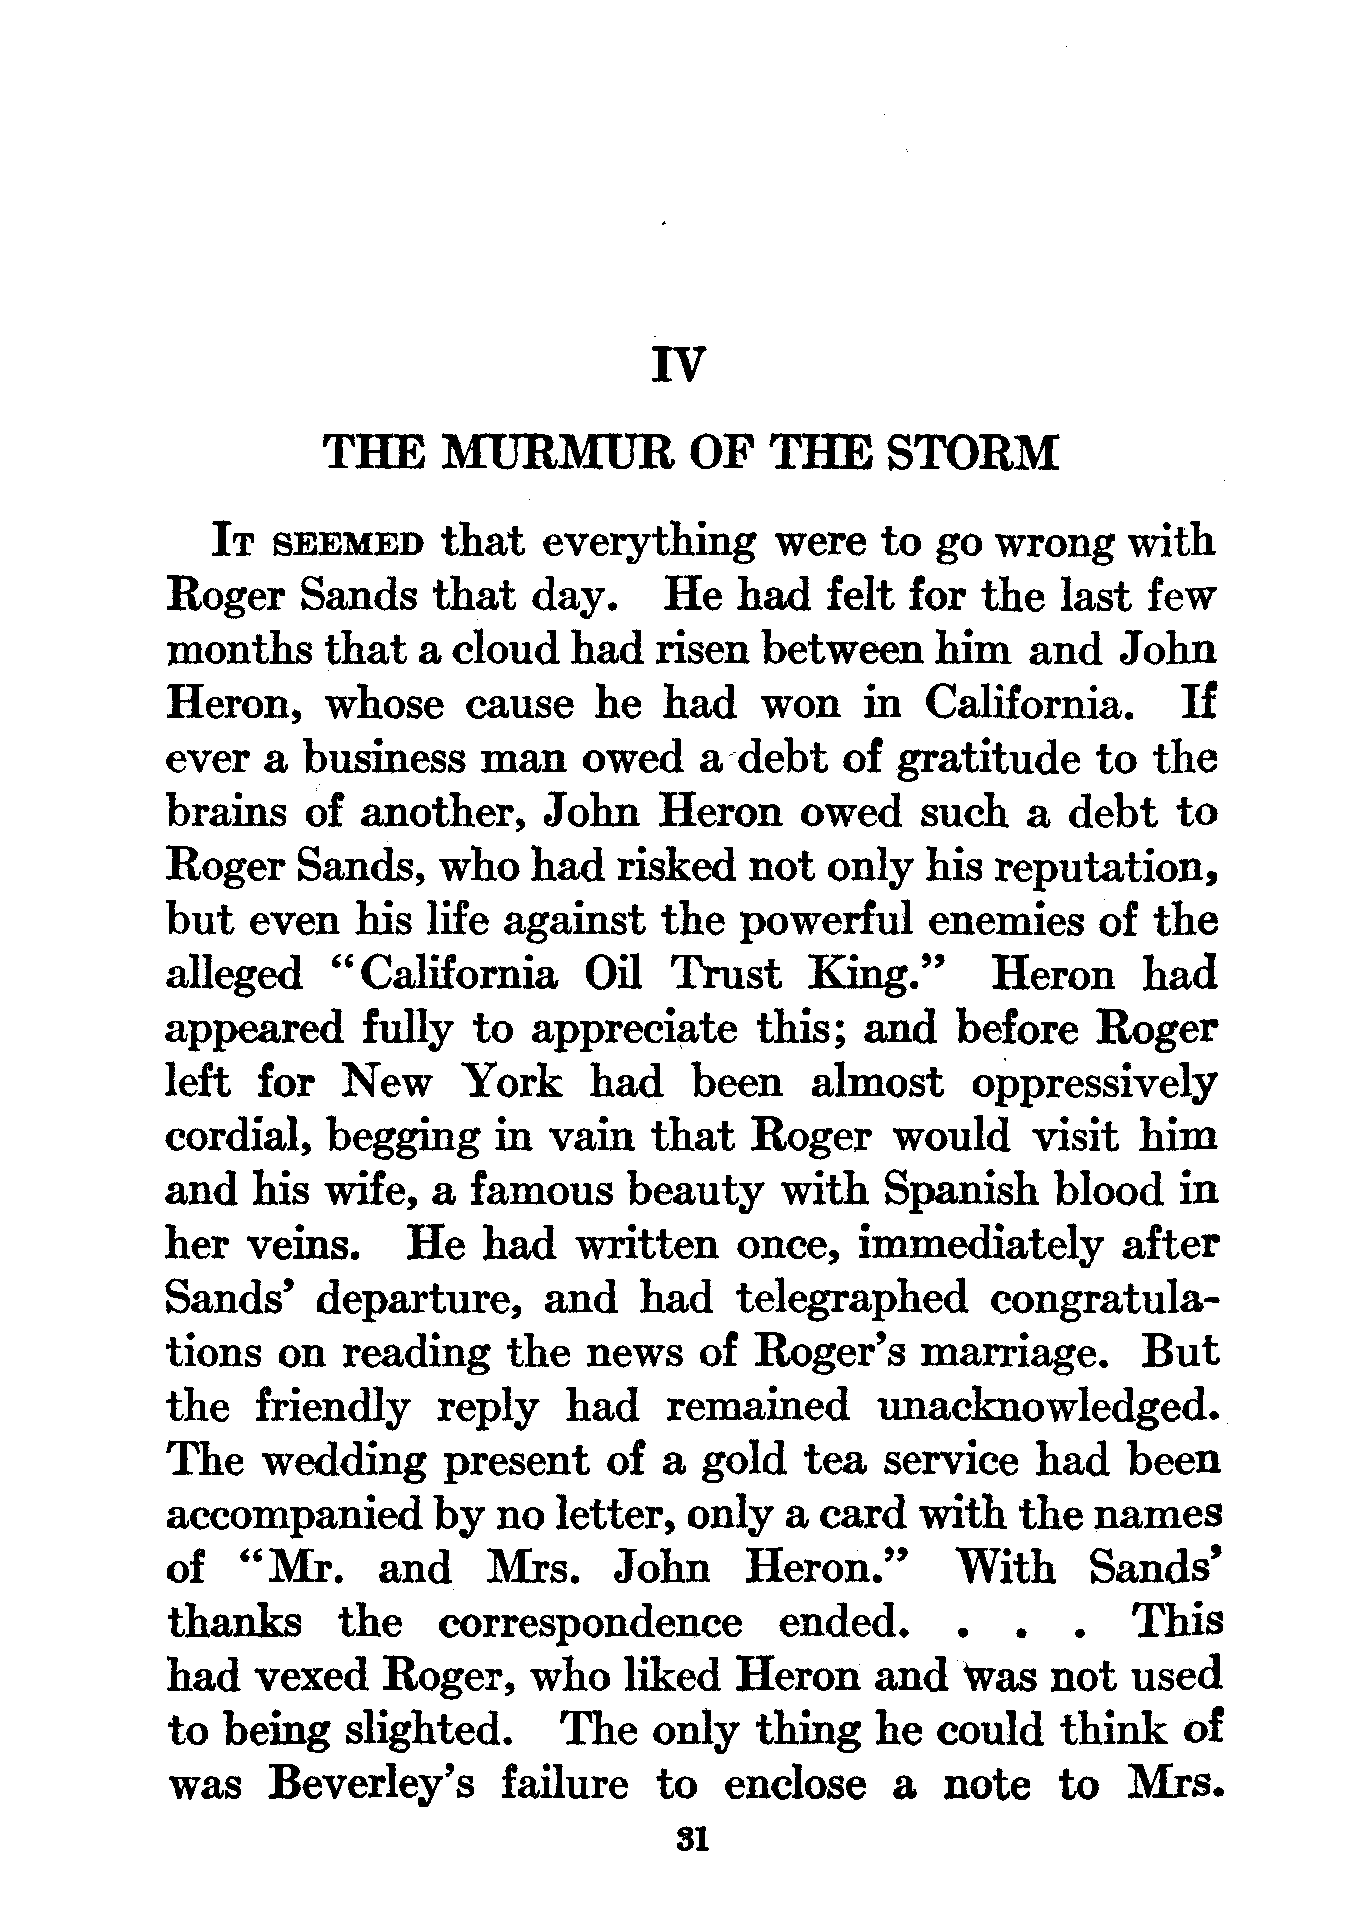 IV
THE MURMUR OF THE STORM
IT SEEMED that everything were to go wrong with
Roger Sands that day. He had felt for the last few
months that a cloud had risen between him and John
Heron, whose cause he had won in California. If
ever a business man owed a debt of gratitude to the
brains of another, John Heron owed such a debt to
Roger Sands, who had risked not only his reputation,
but even his life against the powerful enemies of the
alleged “California Oil Trust King.” Heron had
appeared fully to appreciate this; and before Roger
left for New York had been almost oppressively
cordial, begging in vain that Roger would visit him
and his wife, a famous beauty with Spanish blood in
her veins. He had written once, immediately after
Sands’ departure, and had telegraphed congratula-
tions on reading the news of Roger’s marriage. But
the friendly reply had remained unacknowledged.
The wedding present of a gold tea service had been
accompanied by no letter, only a card with the names
of “Mr. and Mrs. John Heron.” With Sands’
thanks the correspondence ended. . . . This
had vexed Roger, who liked Heron and was not used
to being slighted. The only thing he could think of
was Beverley’s failure to enclose a note to Mrs.
31